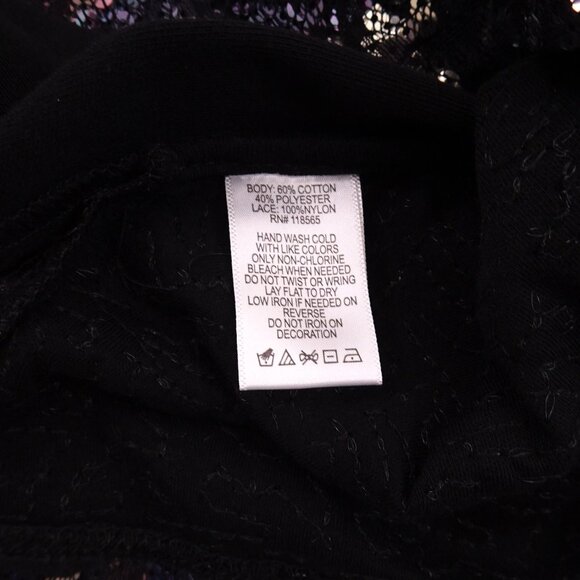 BODY: 60% COTTON
40% POLYESTER
LACE: 100%NYLON
RN# 118565
HAND WASH COLD
WITH LIKE COLORS
ONLY NON-CHLORINE
BLEACH WHEN NEEDED
DO NOT TWIST OR WRING
LAY FLAT TO DRY
LOW IRON IF NEEDED ON
REVERSE
DO NOT IRON ON
DECORATION